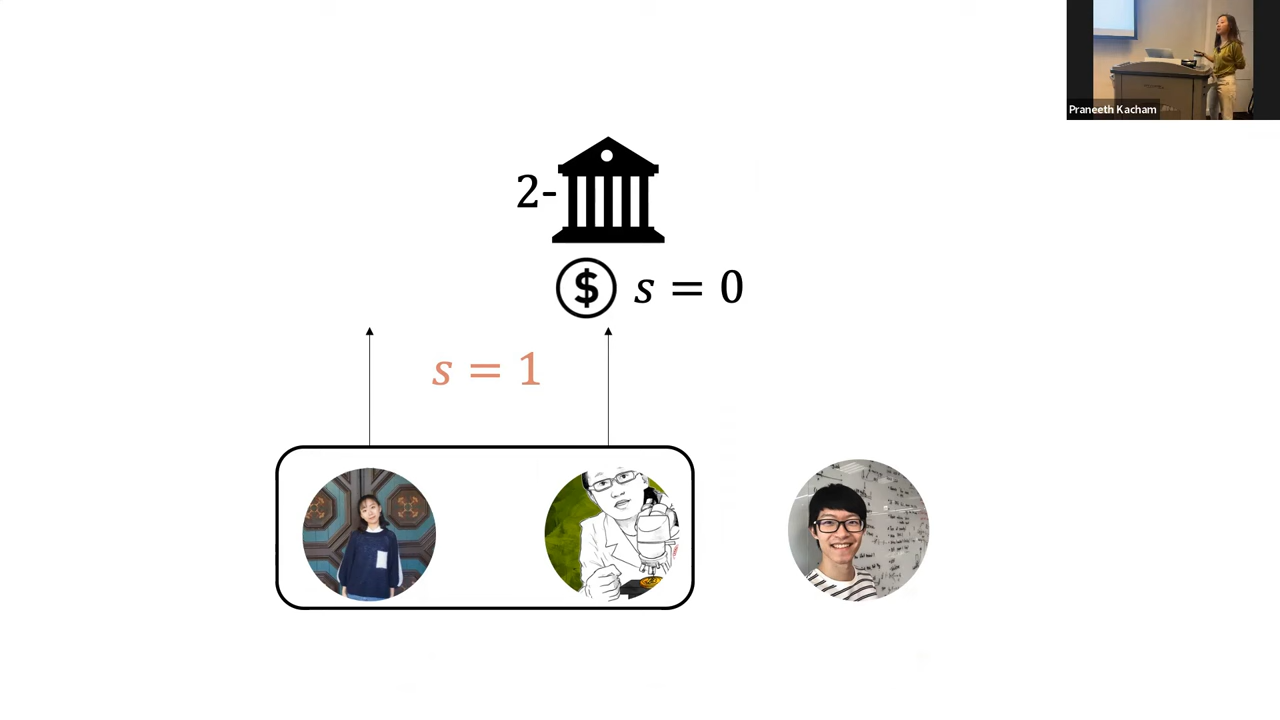 Praneeth Kacham
2-
$ s = 0
s = 1